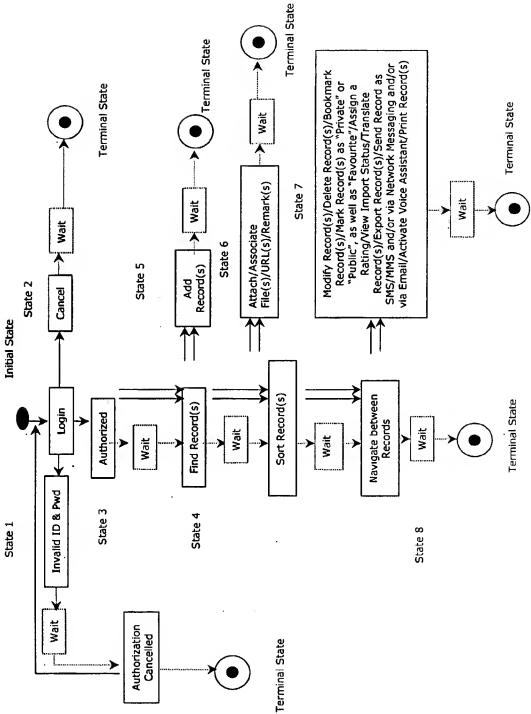 Initial State
State 1
Login
State 2
Cancel
Wait
Terminal State
Invalid ID & Pwd
Wait
Authorization
Cancelled
Terminal State
State 3
Authorized
Wait
State 4
Find Record(s)
Wait
Sort Record(s)
Wait
State 8
Navigate between
Records
Wait
Terminal State
State 5
Add
Record(s)
Wait
Terminal State
State 6
Attach/Associate
File(s)/URL(s)/Remark(s)
Wait
Terminal State
State 7
Modify Record(s)/Delete Record(s)/Bookmark
Record(s)/Mark Record(s) as "Private" or
"Public", as well as "Favourite"/Assign a
Rating/View Import Status/Translate
Record(s)/Export Record(s)/Send Record as
SMS/MMS and/or via Network Messaging and/or
via Email/Activate Voice Assistant/Print Record(s)
Wait
Terminal State